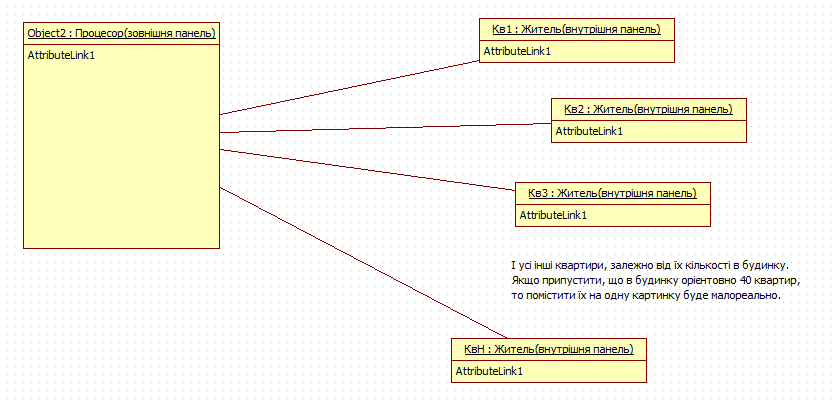 Object2 : Процесор(зовнішня панель)
AttributeLink1
Кв1 : Житель(внутрішня панель)
AttributeLink1
Кв2 : Житель(внутрішня панель)
AttributeLink1
Кв3 : Житель(внутрішня панель)
AttributeLink1
І усі інші квартири, залежно від їх кількості в будинку.
Якщо припустити, що в будинку орієнтовно 40 квартир,
то помістити їх на одну картинку буде малореально.
КвН : Житель(внутрішня панель)
AttributeLink1